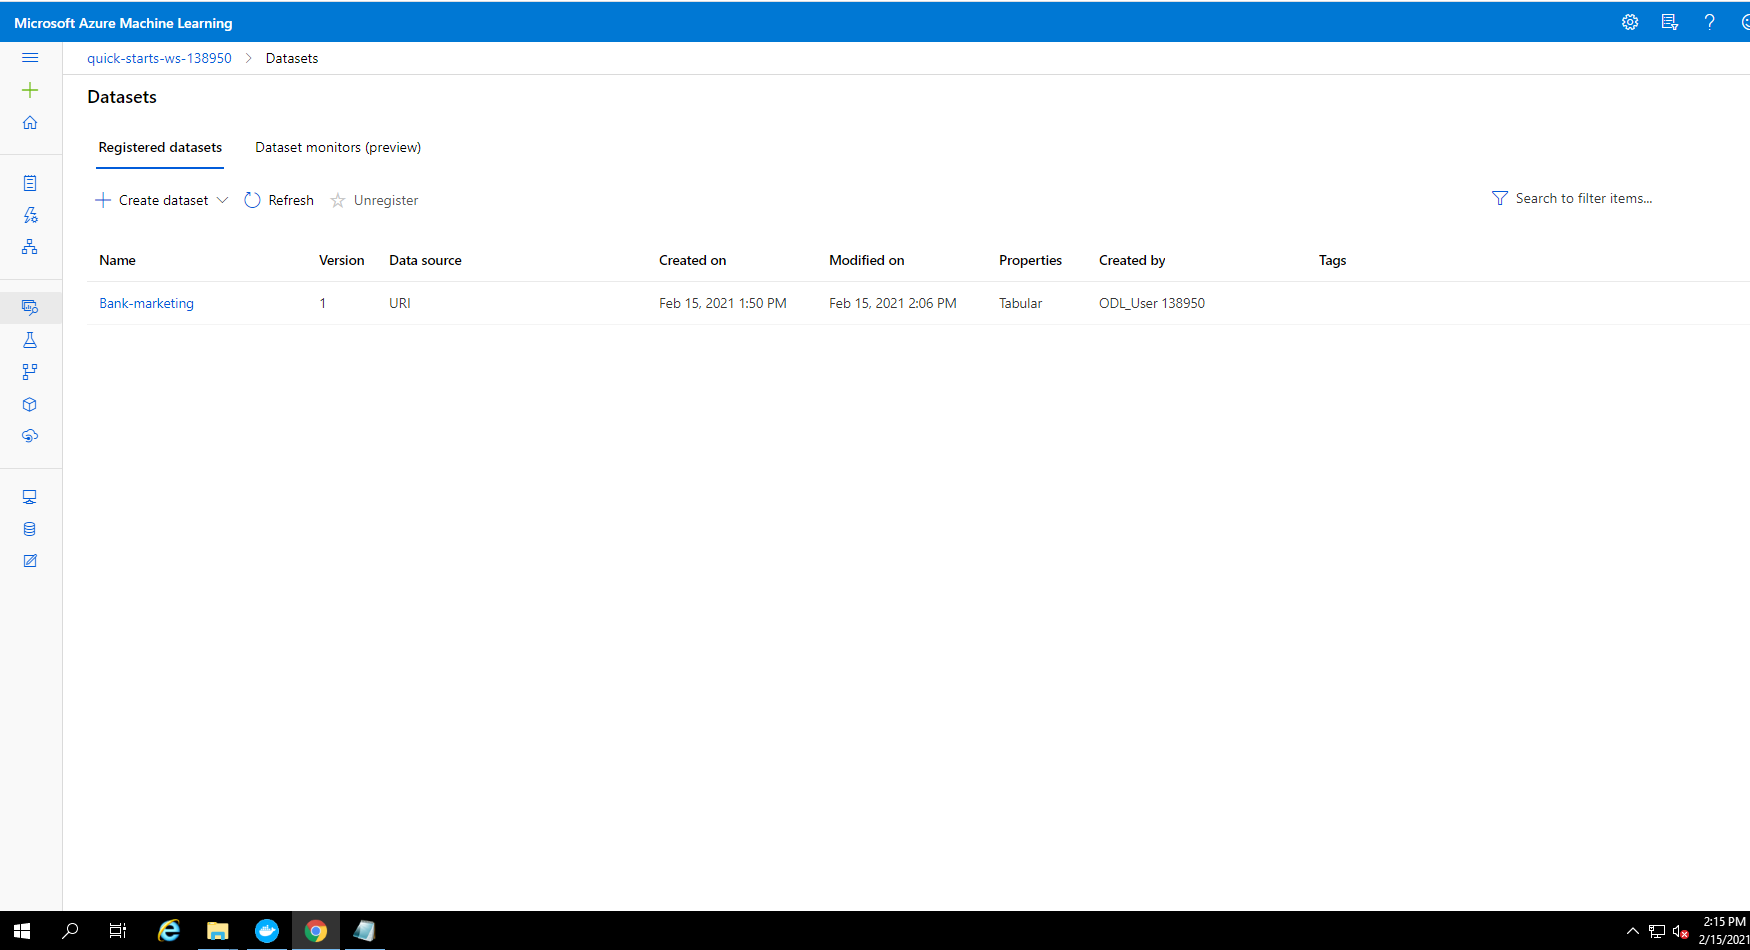 Microsoft Azure Machine Learning
quick-starts-ws-138950 > Datasets
Datasets
Registered datasets Dataset monitors (preview)
Create dataset Refresh Unregister Search to filter items...
Name Version Data source Created on Modified on Properties Created by Tags
Bank-marketing 1 URI Feb 15, 2021 1:50 PM Feb 15, 2021 2:06 PM Tabular ODL_User 138950
2:15 PM
2/15/2021